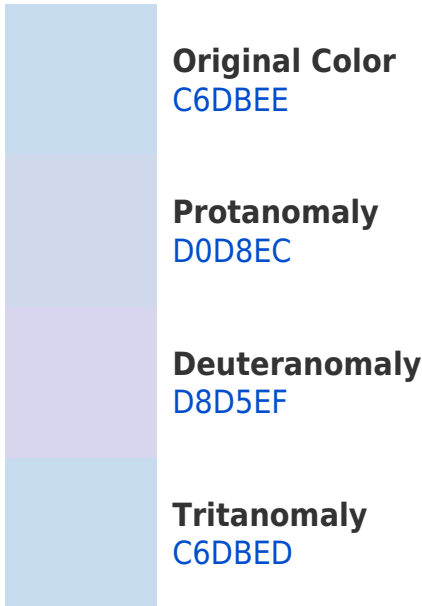 Original Color
C6DBEE
Protanomaly
D0D8EC
Deuteranomaly
D8D5EF
Tritanomaly
C6DBED